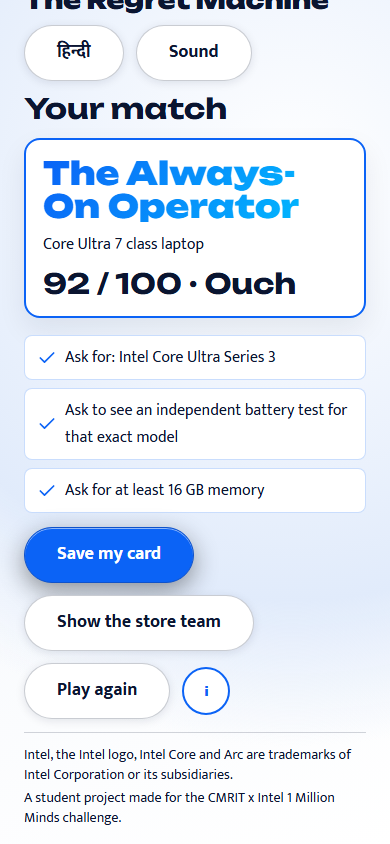 The Regret Machine
हिन्दी
Sound
Your match
The Always-
On Operator
Core Ultra 7 class laptop
92 / 100 · Ouch
Ask for: Intel Core Ultra Series 3
Ask to see an independent battery test for
that exact model
Ask for at least 16 GB memory
Save my card
Show the store team
Play again
i
Intel, the Intel logo, Intel Core and Arc are trademarks of
Intel Corporation or its subsidiaries.
A student project made for the CMRIT x Intel 1 Million
Minds challenge.